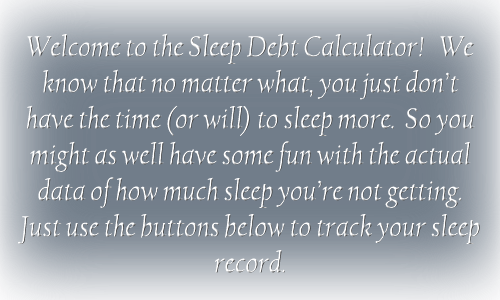 Welcome to the Sleep Debt Calculator!  We
know that no matter what, you just don't
have the time (or will) to sleep more.  So you
might as well have some fun with the actual
data of how much sleep you're not getting.
Just use the buttons below to track your sleep
record.